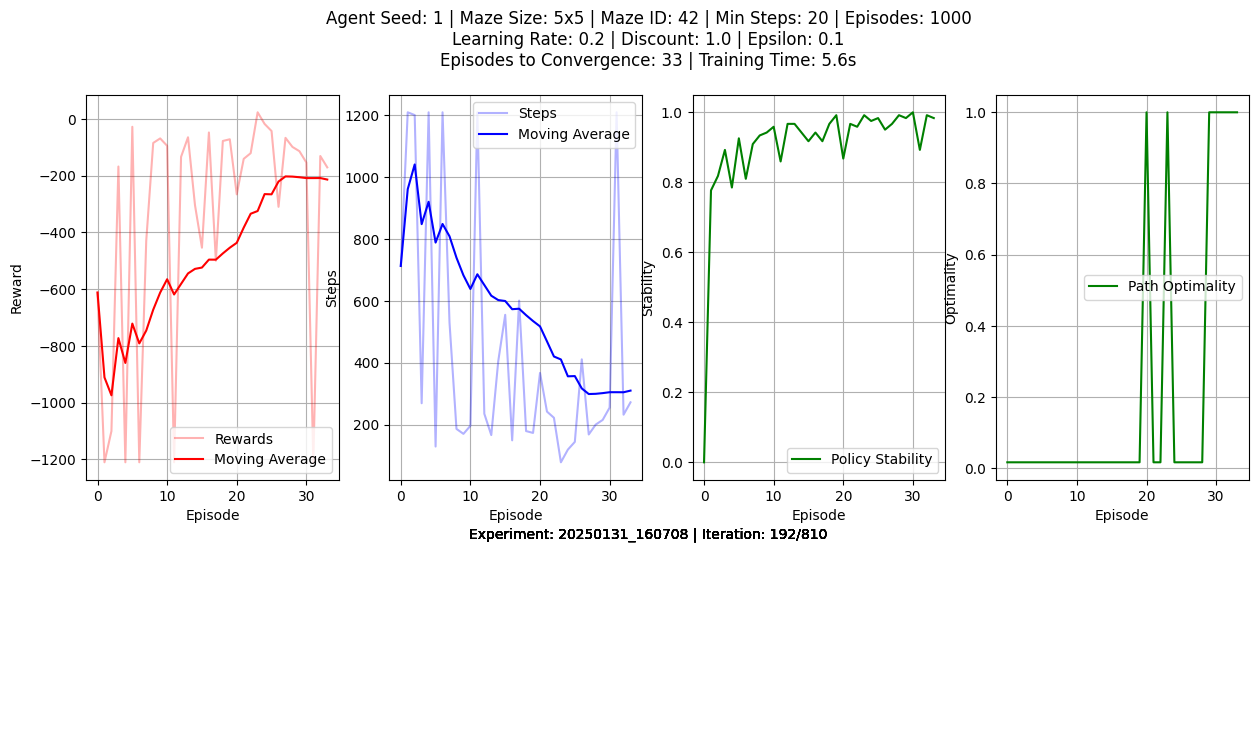 Agent Seed: 1 | Maze Size: 5x5 | Maze ID: 42 | Min Steps: 20 | Episodes: 1000
Learning Rate: 0.2 | Discount: 1.0 | Epsilon: 0.1
Episodes to Convergence: 33 | Training Time: 5.6s
Reward
0
−200
−400
−600
−800
−1000
−1200
Rewards
Moving Average
0
10
20
30
Episode
Steps
1200
1000
800
600
400
200
Steps
Moving Average
0
10
20
30
Episode
Stability
1.0
0.8
0.6
0.4
0.2
0.0
Policy Stability
0
10
20
30
Episode
Optimality
1.0
0.8
0.6
0.4
0.2
0.0
Path Optimality
0
10
20
30
Episode
Experiment: 20250131_160708 | Iteration: 192/810